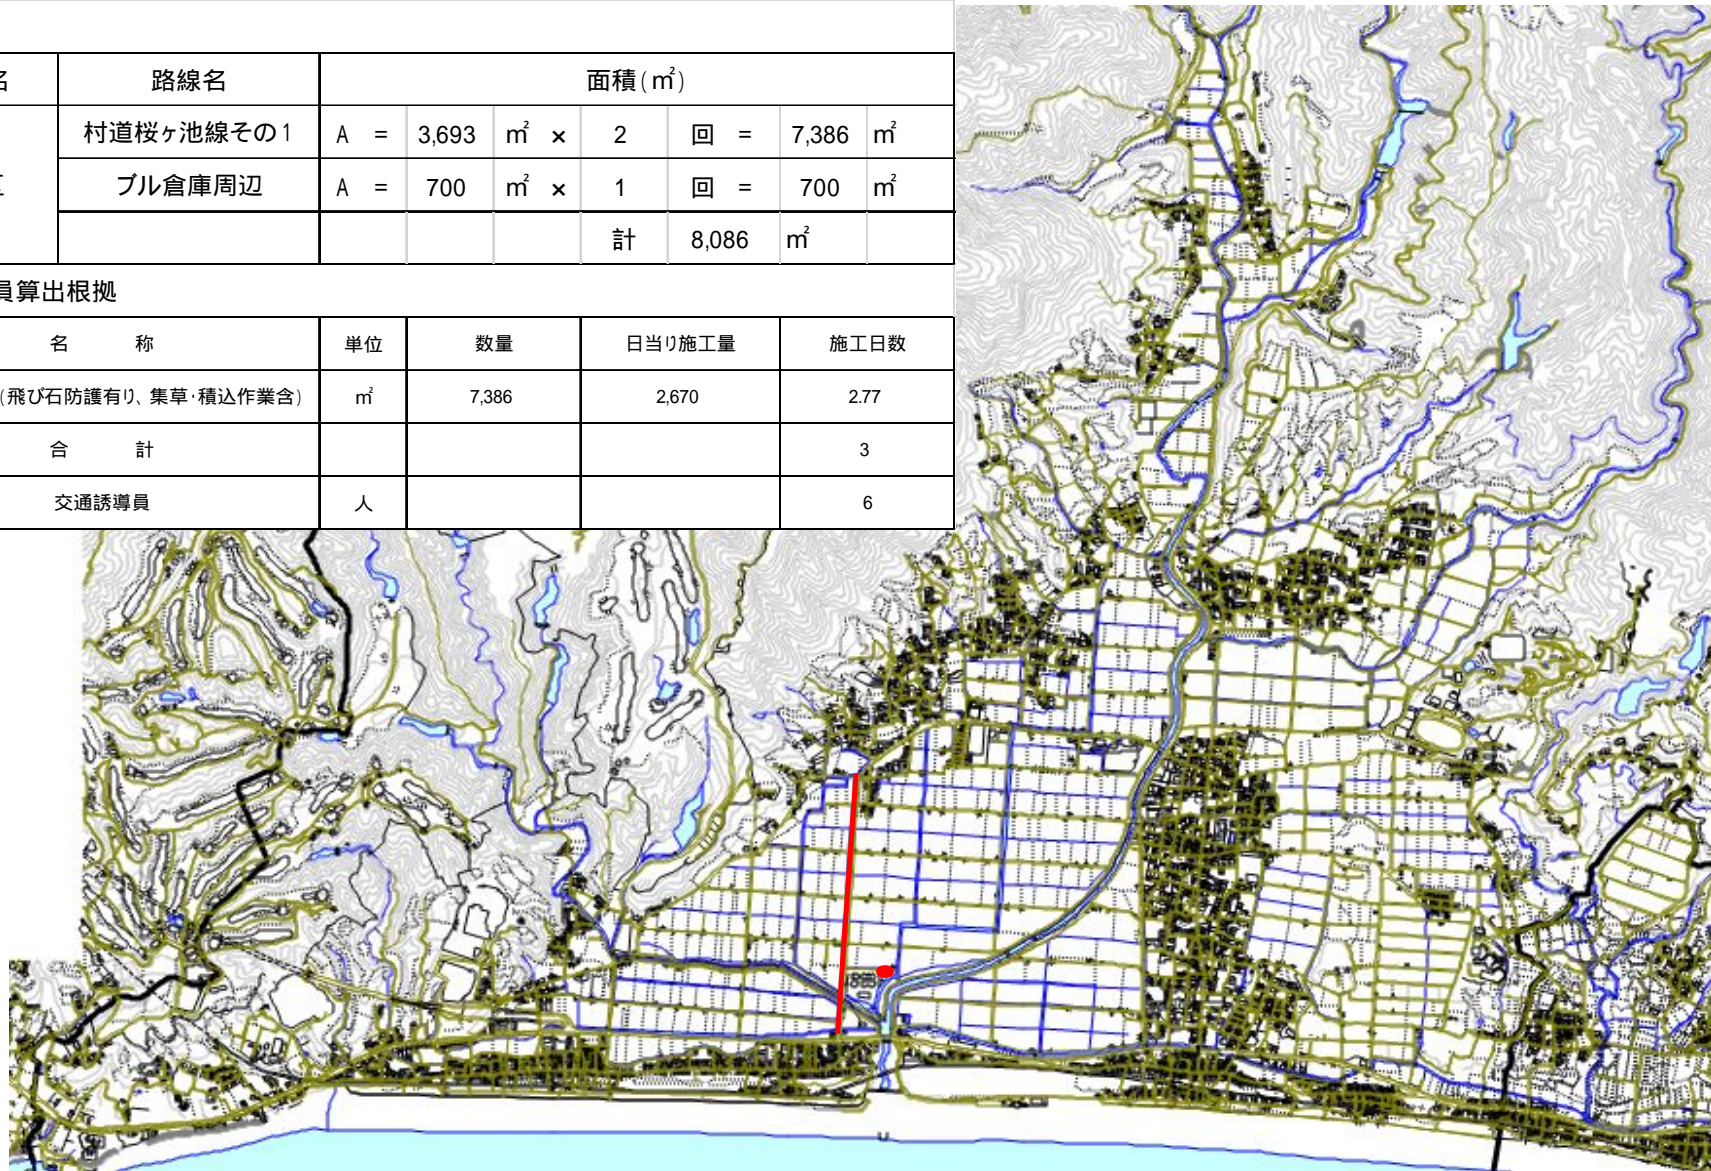 名 路線名 面積(㎡)
村道桜ヶ池線その1 A = 3,693 ㎡ × 2 回 = 7,386 ㎡
ブル倉庫周辺 A = 700 ㎡ × 1 回 = 700 ㎡
計 8,086 ㎡
員算出根拠
名 称 単位 数量 日当り施工量 施工日数
(飛び石防護有り、集草・積込作業含) ㎡ 7,386 2,670 2.77
合 計 3
交通誘導員 人 6